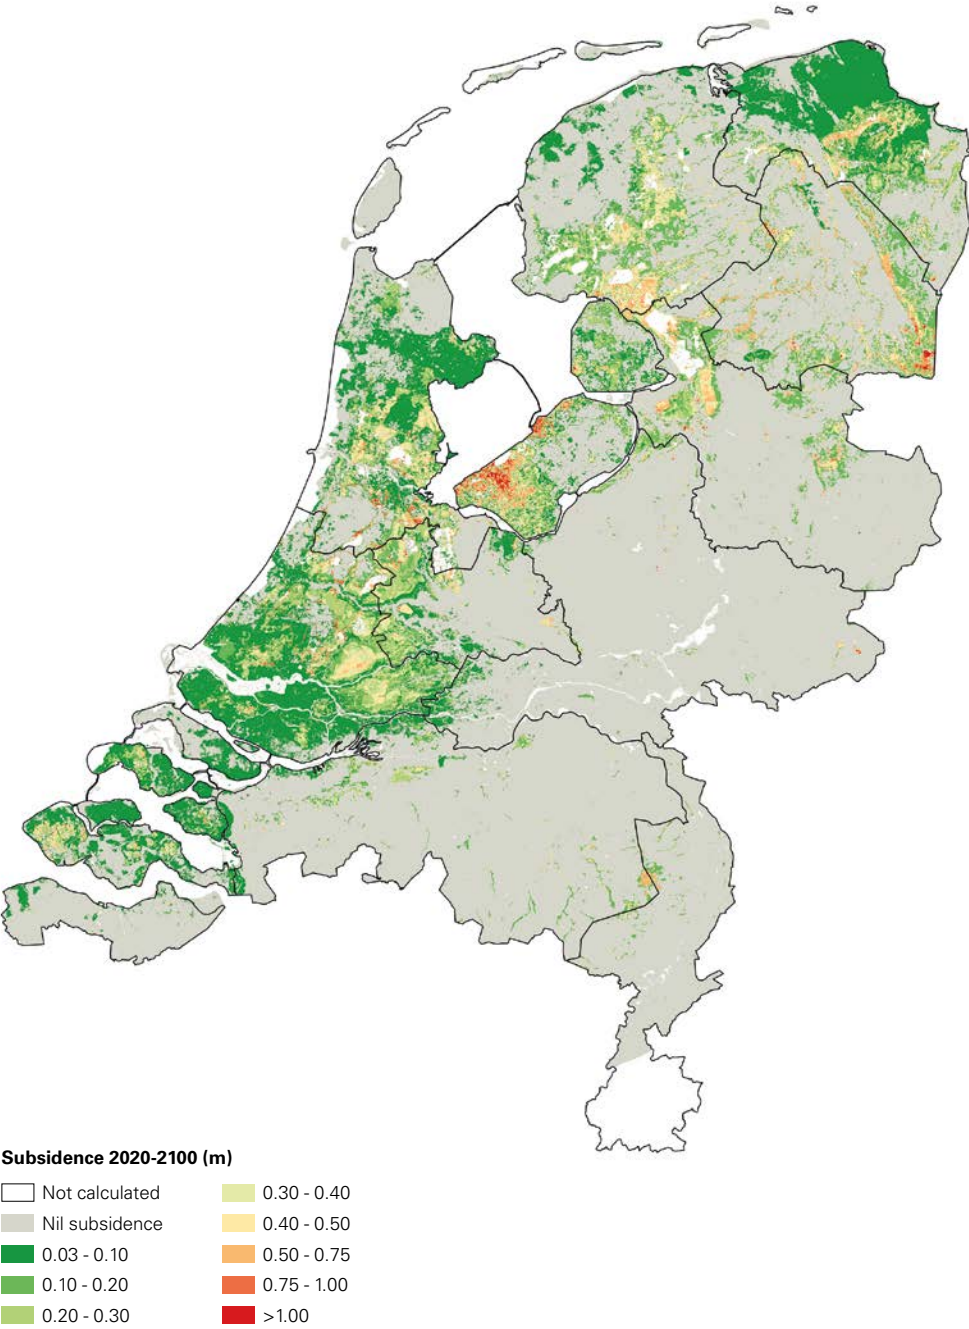 Subsidence 2020-2100 (m)
Not calculated
Nil subsidence
0.03 - 0.10
0.10 - 0.20
0.20 - 0.30
0.30 - 0.40
0.40 - 0.50
0.50 - 0.75
0.75 - 1.00
>1.00